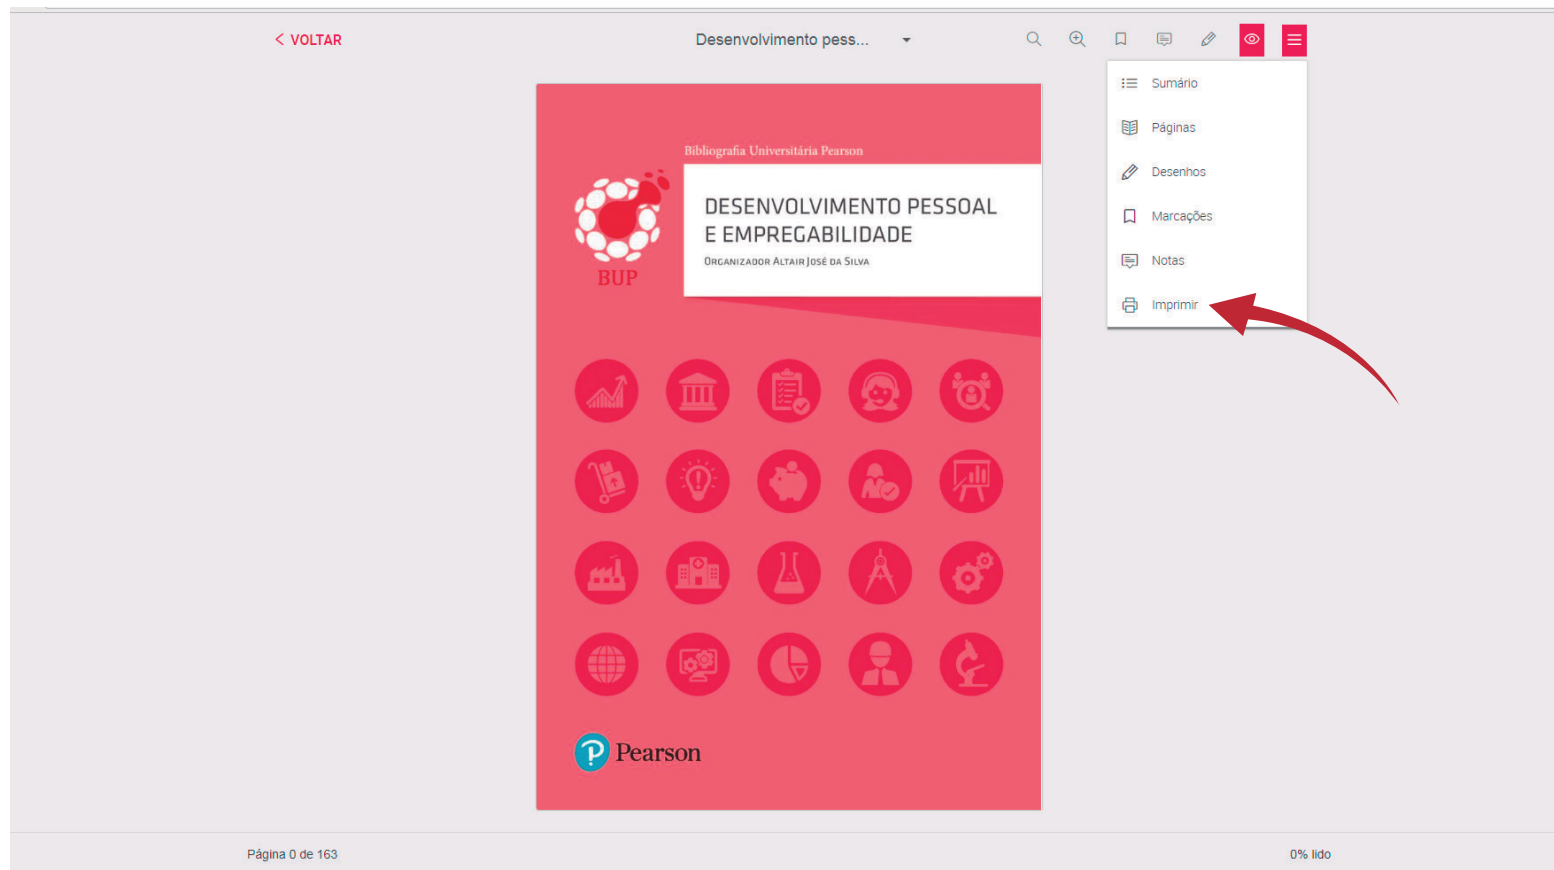 < VOLTAR
Desenvolvimento pess...
Sumário
Páginas
Desenhos
Marcações
Notas
Imprimir
Bibliografia Universitária Pearson
DESENVOLVIMENTO PESSOAL
E EMPREGABILIDADE
ORGANIZADOR ALTAIR JOSÉ DA SILVA
BUP
Pearson
Página 0 de 163
0% lido